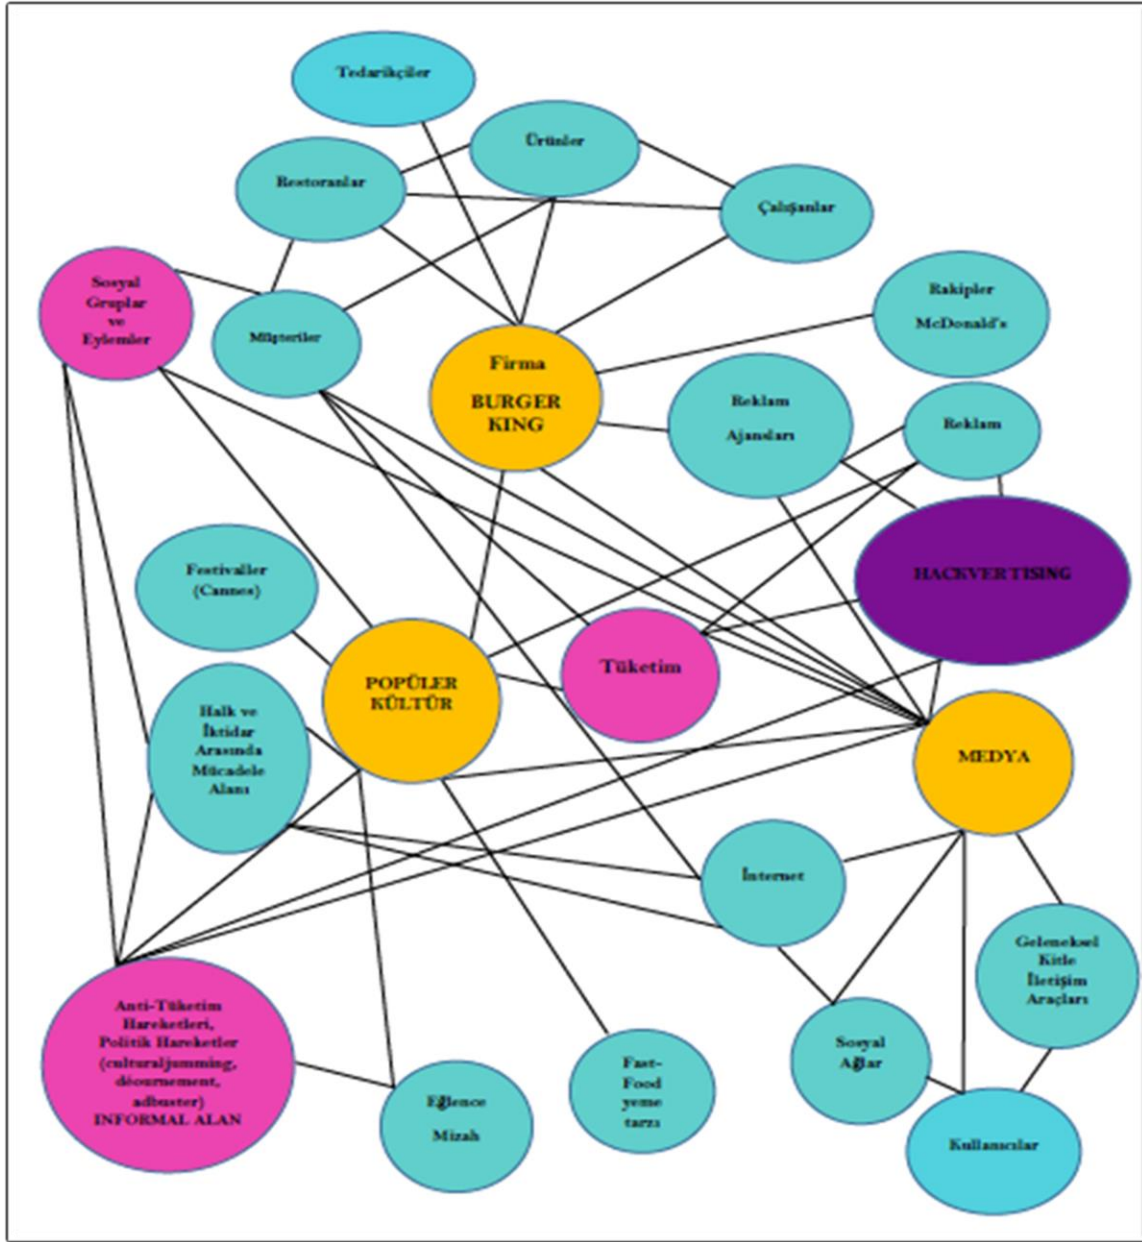 Tedarikçiler
Ürünler
Restoranlar
Çalışanlar
Sosyal
Gruplar
ve
Eylemler
Müşteriler
Firma
BURGER
KING
Rakipler
McDonald's
Reklam
Ajansları
Reklam
HACKVERTISING
Festivaller
(Cannes)
POPÜLER
KÜLTÜR
Tüketim
Halk ve
İktidar
Arasında
Mücadele
Alanı
MEDYA
İnternet
Geleneksel
Kitle
İletişim
Araçları
Anti-Tüketim
Hareketleri,
Politik Hareketler
(culturaljumming,
déournement,
adbuster)
INFORMAL ALAN
Eğlence
Mizah
Fast-
Food
yeme
tarzı
Sosyal
Ağlar
Kullanıcılar